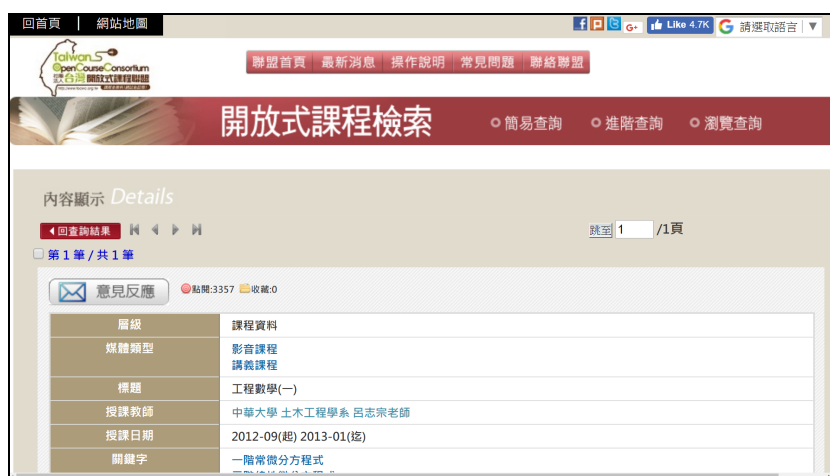 回首頁 | 網站地圖
G+ Like 4.7K G 請選取語言 ▼
Taiwan
OpenCourseConsortium
台灣開放式課程聯盟
聯盟首頁 最新消息 操作說明 常見問題 聯絡聯盟
開放式課程檢索 簡易查詢 進階查詢 瀏覽查詢
內容顯示 Details
回查詢結果 跳至 1 /1頁
第 1 筆 / 共 1 筆
意見反應 點閱:3357 收藏:0
層級 課程資料
媒體類型 影音課程
講義課程
標題 工程數學(一)
授課教師 中華大學 土木工程學系 呂志宗老師
授課日期 2012-09(起) 2013-01(迄)
關鍵字 一階常微分方程式